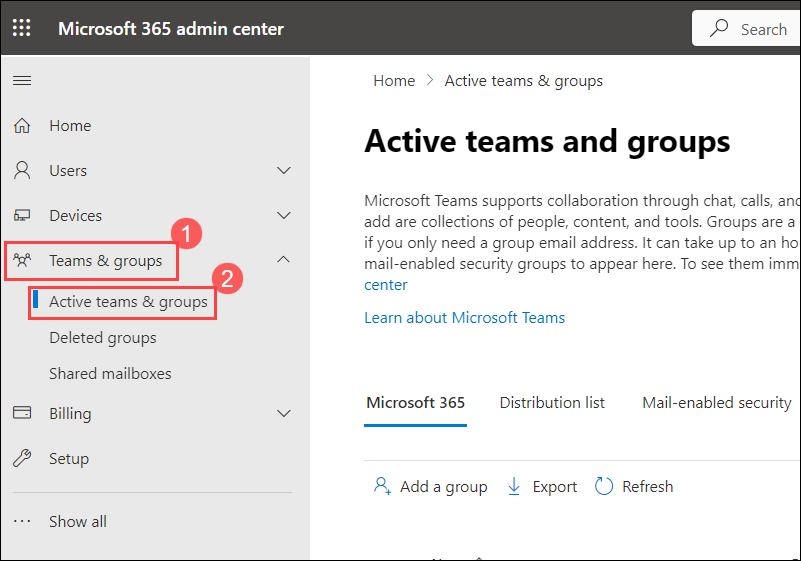 Microsoft 365 admin center
Search
Home
Users
Devices
1
Teams & groups
2
Active teams & groups
Deleted groups
Shared mailboxes
Billing
Setup
Show all
Home > Active teams & groups
Active teams and groups
Microsoft Teams supports collaboration through chat, calls, and
add are collections of people, content, and tools. Groups are a
if you only need a group email address. It can take up to an ho
mail-enabled security groups to appear here. To see them imm
center
Learn about Microsoft Teams
Microsoft 365 Distribution list Mail-enabled security
Add a group Export Refresh